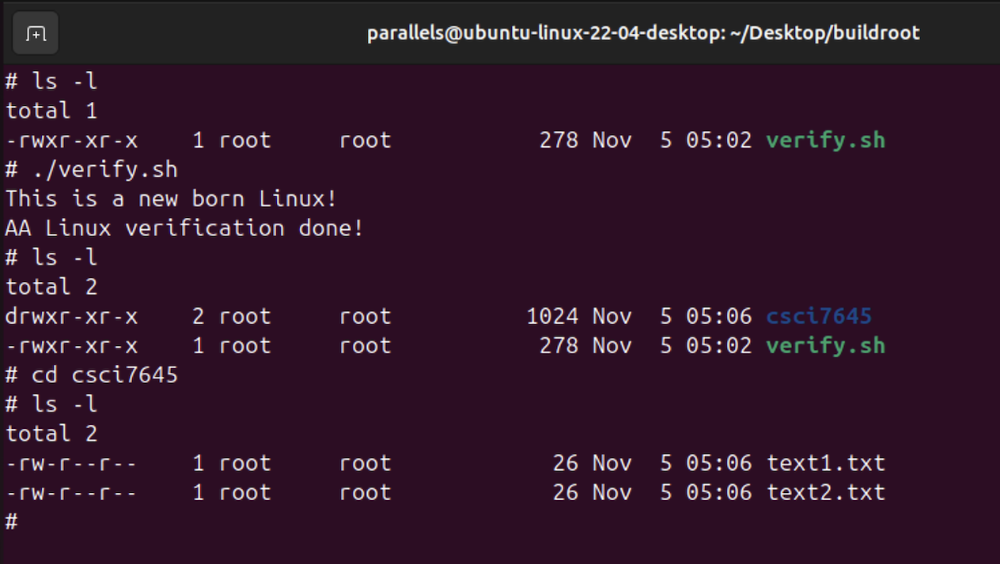 parallels@ubuntu-linux-22-04-desktop: ~/Desktop/buildroot
# ls -l
total 1
-rwxr-xr-x    1 root     root           278 Nov  5 05:02 verify.sh
# ./verify.sh
This is a new born Linux!
AA Linux verification done!
# ls -l
total 2
drwxr-xr-x    2 root     root          1024 Nov  5 05:06 csci7645
-rwxr-xr-x    1 root     root           278 Nov  5 05:02 verify.sh
# cd csci7645
# ls -l
total 2
-rw-r--r--    1 root     root            26 Nov  5 05:06 text1.txt
-rw-r--r--    1 root     root            26 Nov  5 05:06 text2.txt
#